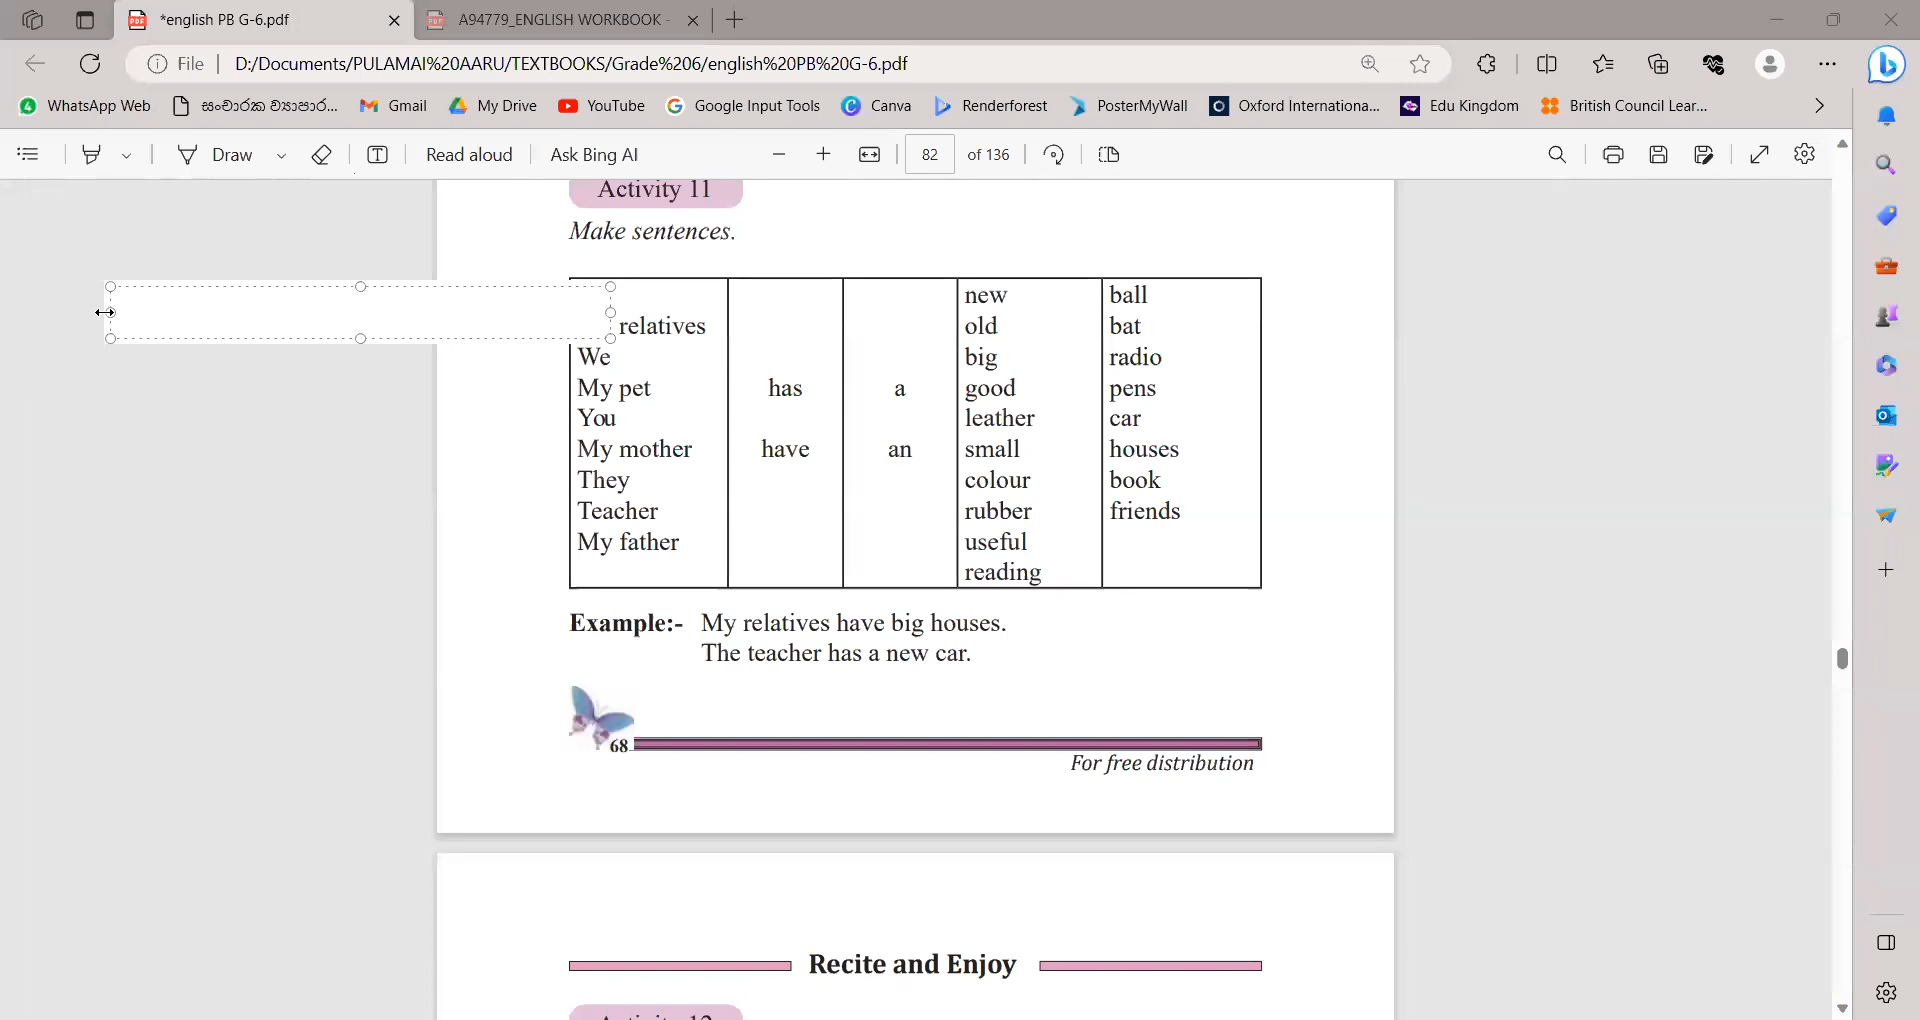 *english PB G-6.pdf
A94779_ENGLISH WORKBOOK -
File
D:/Documents/PULAMAI%20AARU/TEXTBOOKS/Grade%206/english%20PB%20G-6.pdf
WhatsApp Web
සංචාරක ව්‍යාපාර...
Gmail
My Drive
YouTube
Google Input Tools
Canva
Renderforest
PosterMyWall
Oxford Internationa...
Edu Kingdom
British Council Lear...
Draw
Read aloud
Ask Bing AI
82 of 136
Activity 11
Make sentences.
relatives
We
My pet
You
My mother
They
Teacher
My father
has
have
a
an
new
old
big
good
leather
small
colour
rubber
useful
reading
ball
bat
radio
pens
car
houses
book
friends
Example:- My relatives have big houses.
The teacher has a new car.
68
For free distribution
Recite and Enjoy